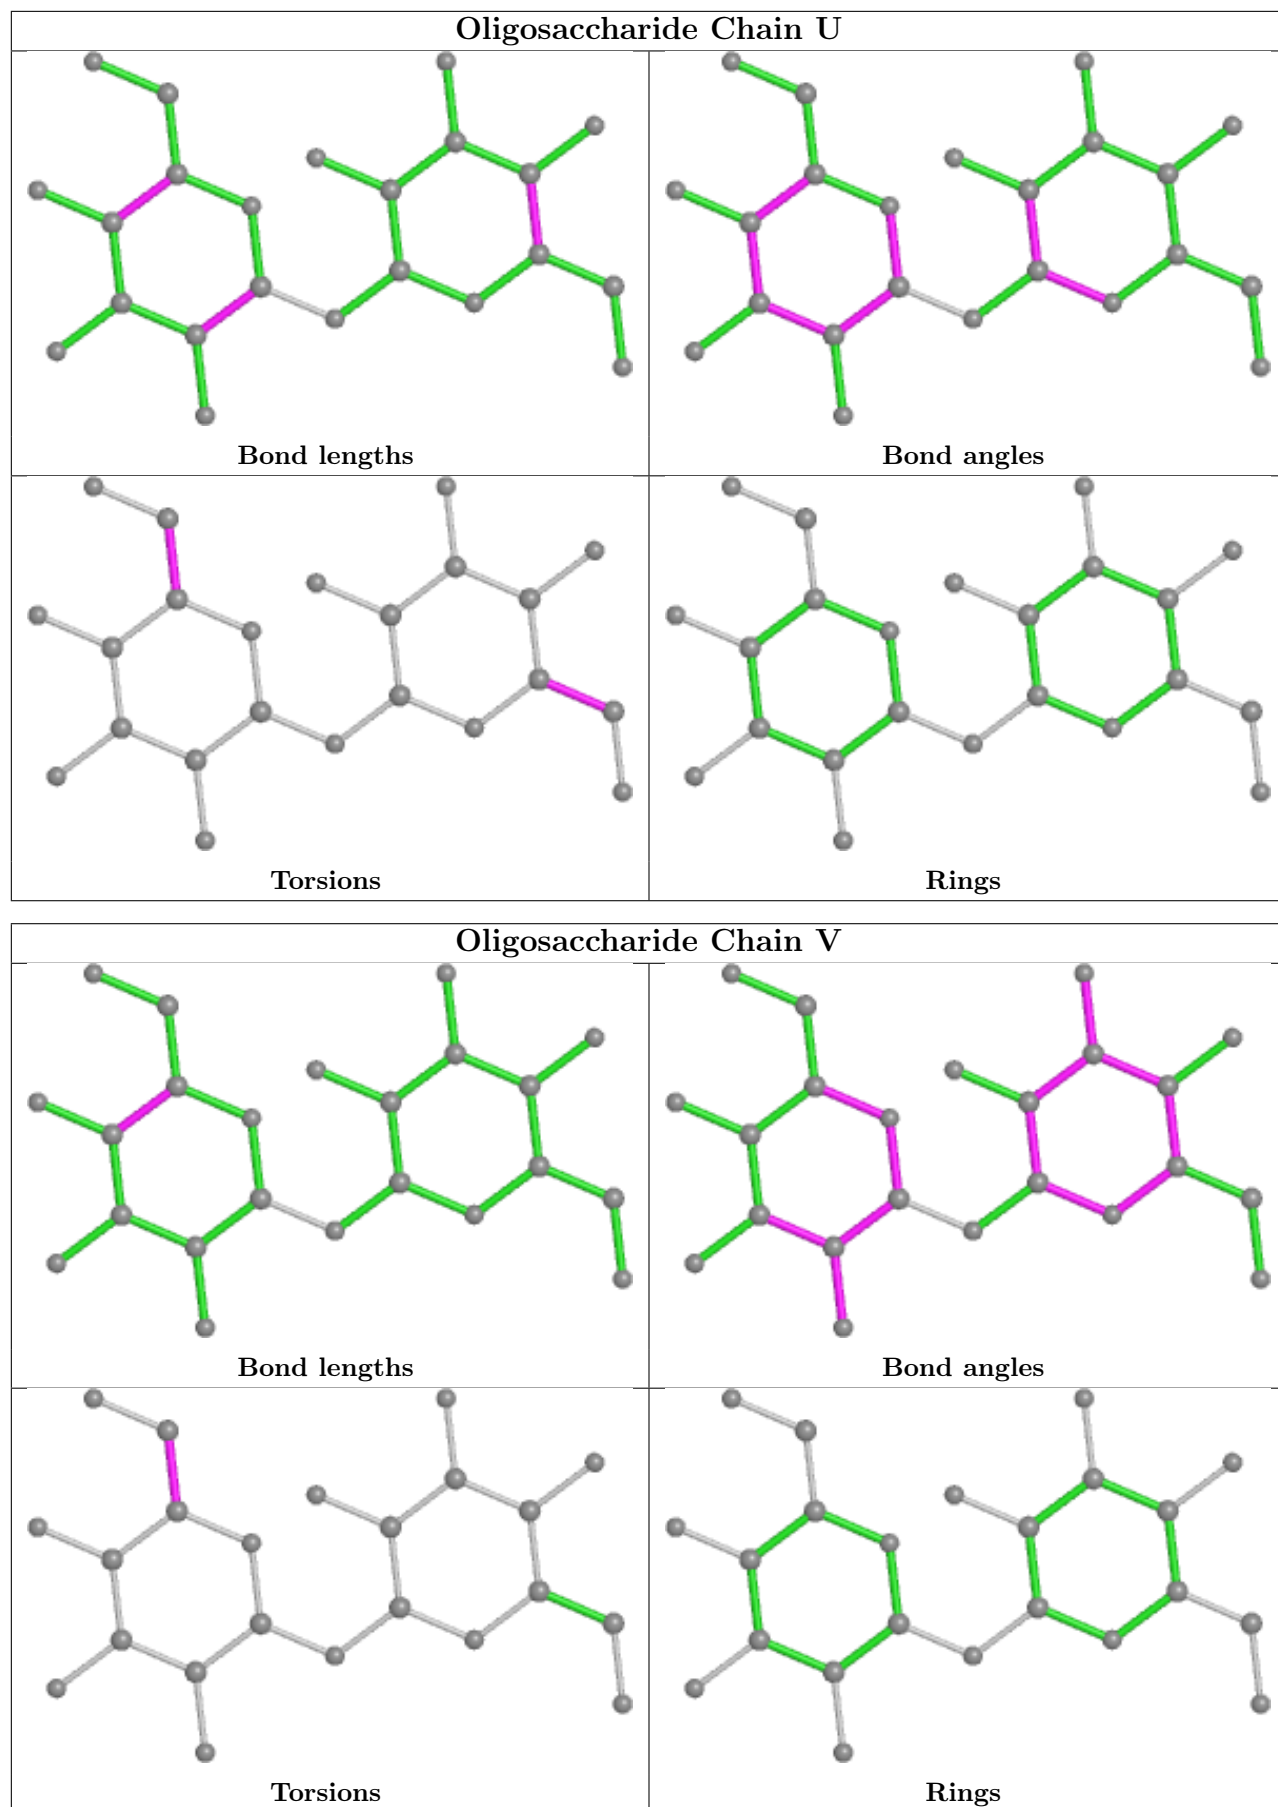 Oligosaccharide Chain U
Bond lengths
Bond angles
Torsions
Rings
Oligosaccharide Chain V
Bond lengths
Bond angles
Torsions
Rings